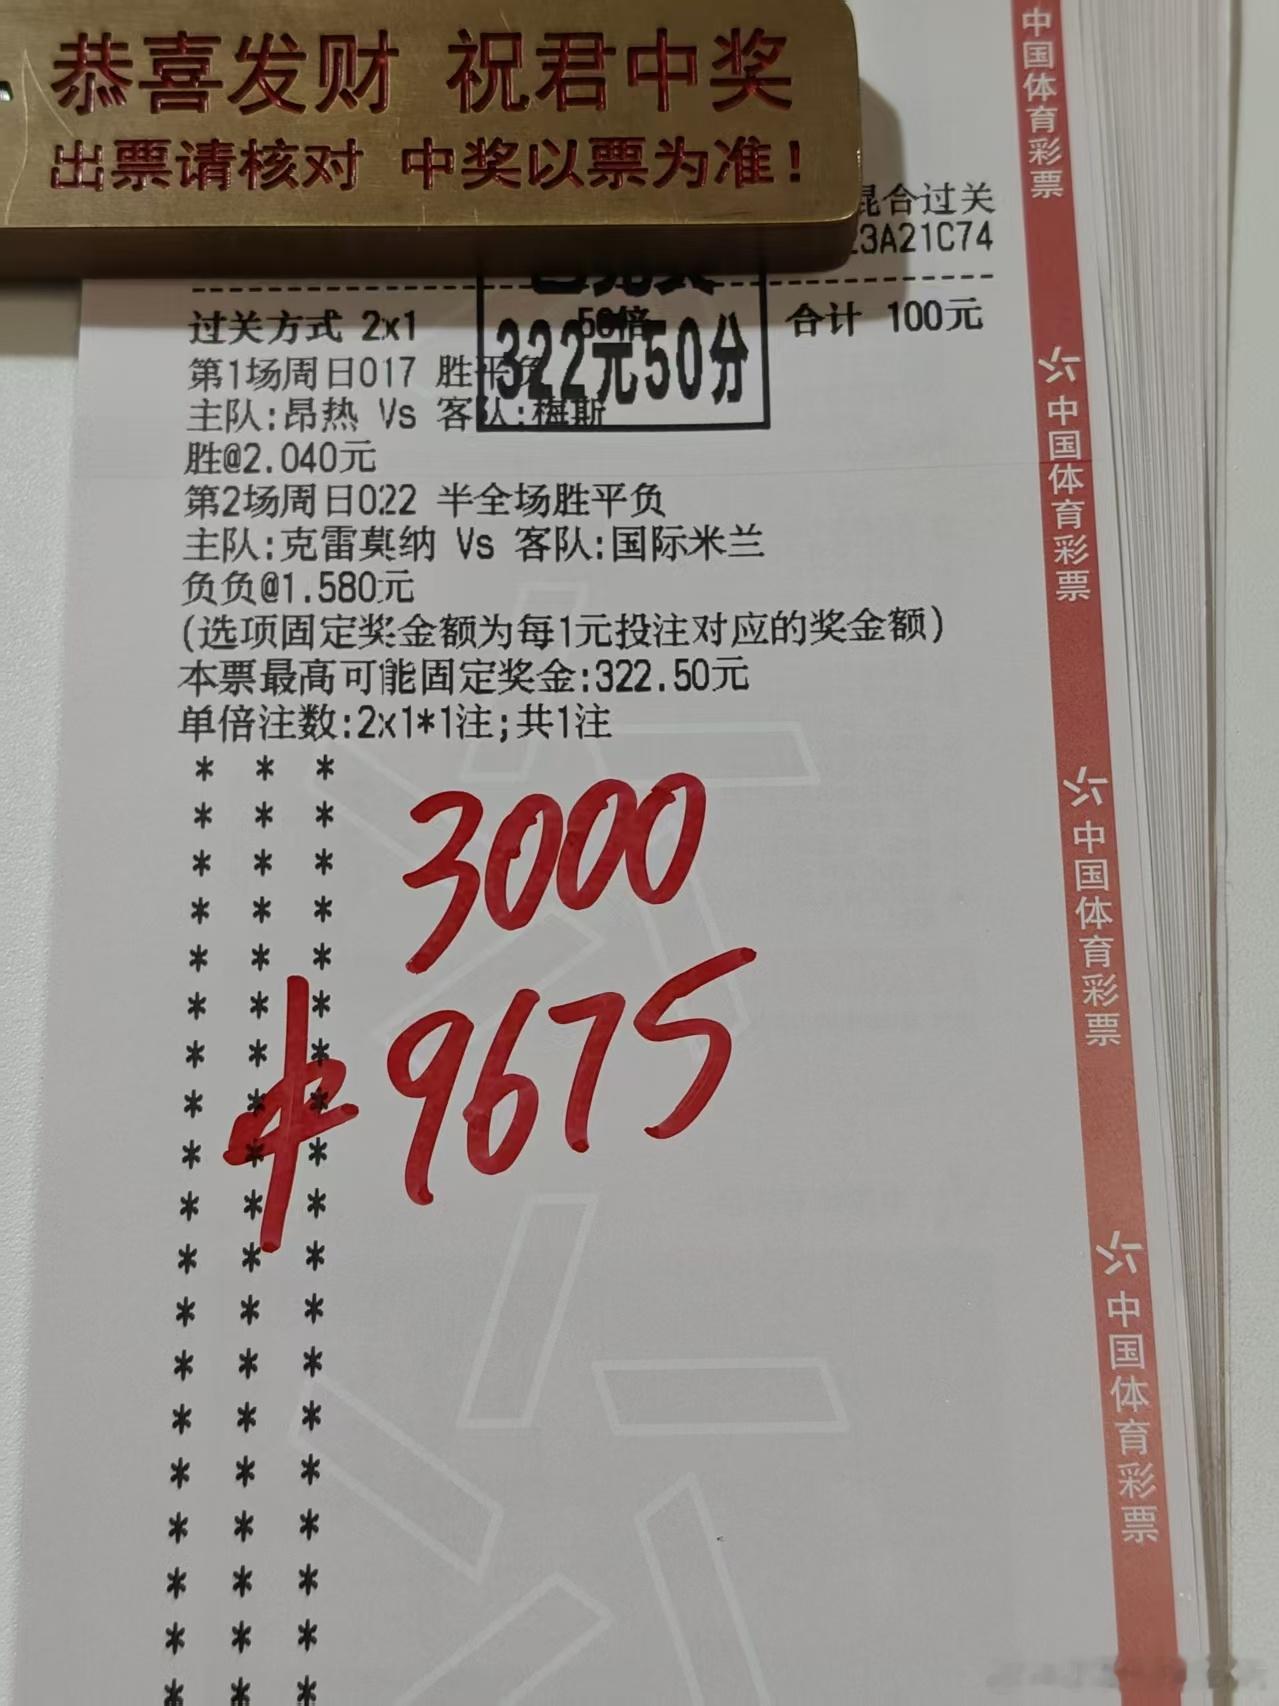 恭喜发财 祝君中奖
出票请核对 中奖以票为准！
混合过关
23A21C74
过关方式 2x1 50倍 合计 100元
322元50分
第1场周日017 胜平负
主队:昂热 Vs 客队:梅斯
胜@2.040元
第2场周日022 半全场胜平负
主队:克雷莫纳 Vs 客队:国际米兰
负负@1.580元
(选项固定奖金额为每1元投注对应的奖金额)
本票最高可能固定奖金:322.50元
单倍注数:2x1*1注;共1注
3000
中9675
中国体育彩票
中国体育彩票
中国体育彩票
中国体育彩票